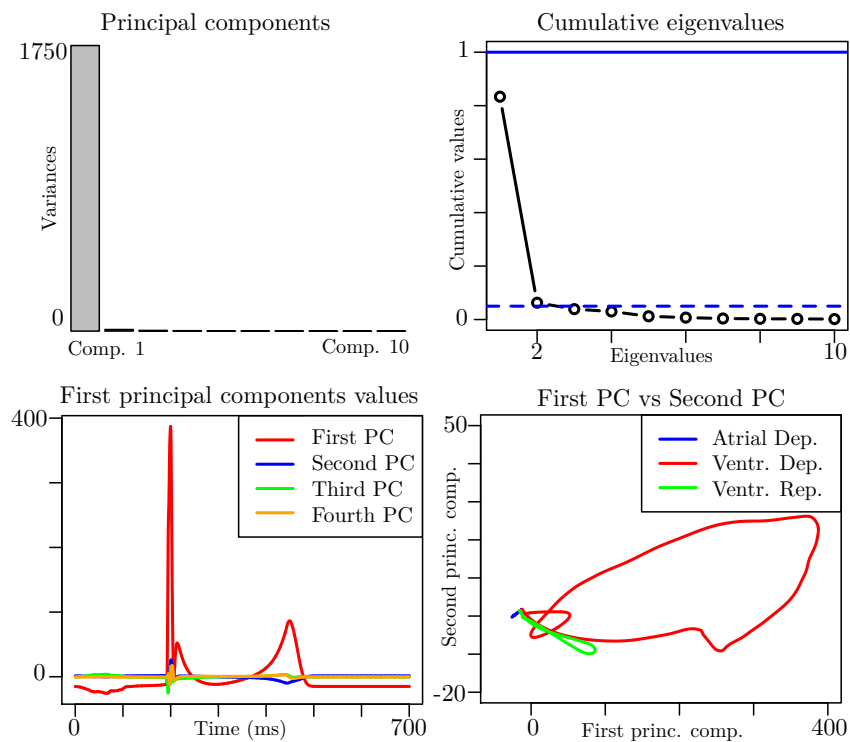 Principal components
1750
Variances
0
Comp. 1
Comp. 10
Cumulative eigenvalues
1
Cumulative values
0
2
10
Eigenvalues
First principal components values
400
First PC
Second PC
Third PC
Fourth PC
0
0
Time (ms)
700
First PC vs Second PC
50
Atrial Dep.
Ventr. Dep.
Ventr. Rep.
Second princ. comp.
-20
0
First princ. comp.
400